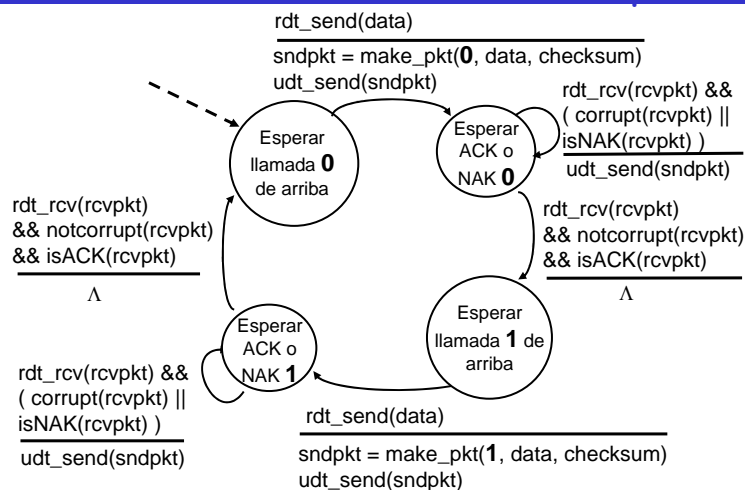 rdt_send(data)
sndpkt = make_pkt(0, data, checksum)
udt_send(sndpkt)
Esperar
llamada 0
de arriba
Esperar
ACK o
NAK 0
rdt_rcv(rcvpkt) &&
( corrupt(rcvpkt) ||
isNAK(rcvpkt) )
udt_send(sndpkt)
rdt_rcv(rcvpkt)
&& notcorrupt(rcvpkt)
&& isACK(rcvpkt)
Λ
rdt_rcv(rcvpkt)
&& notcorrupt(rcvpkt)
&& isACK(rcvpkt)
Λ
Esperar
ACK o
NAK 1
Esperar
llamada 1 de
arriba
rdt_rcv(rcvpkt) &&
( corrupt(rcvpkt) ||
isNAK(rcvpkt) )
udt_send(sndpkt)
rdt_send(data)
sndpkt = make_pkt(1, data, checksum)
udt_send(sndpkt)